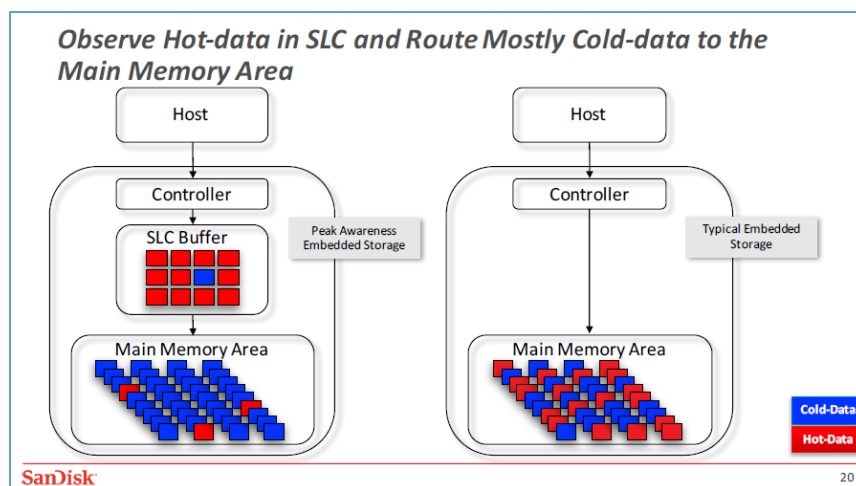 Observe Hot-data in SLC and Route Mostly Cold-data to the
Main Memory Area
Host
Controller
SLC Buffer
Main Memory Area
Peak Awareness
Embedded Storage
Host
Controller
Main Memory Area
Typical Embedded
Storage
Cold-Data
Hot-Data
SanDisk
20